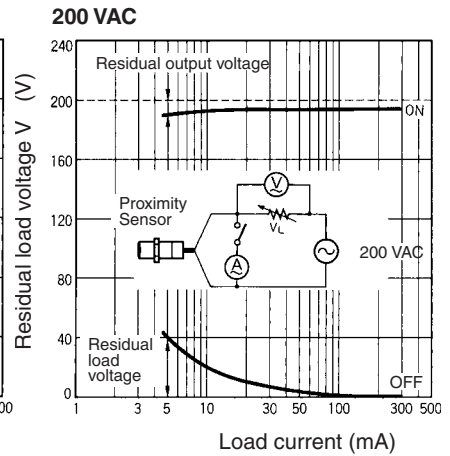 200 VAC
Residual load voltage V (V)
240
200
160
120
80
40
0
Residual output voltage
ON
Proximity
Sensor
V
VL
A
200 VAC
Residual
load
voltage
OFF
00
1
3
5
10
30
50
100
300
500
Load current (mA)